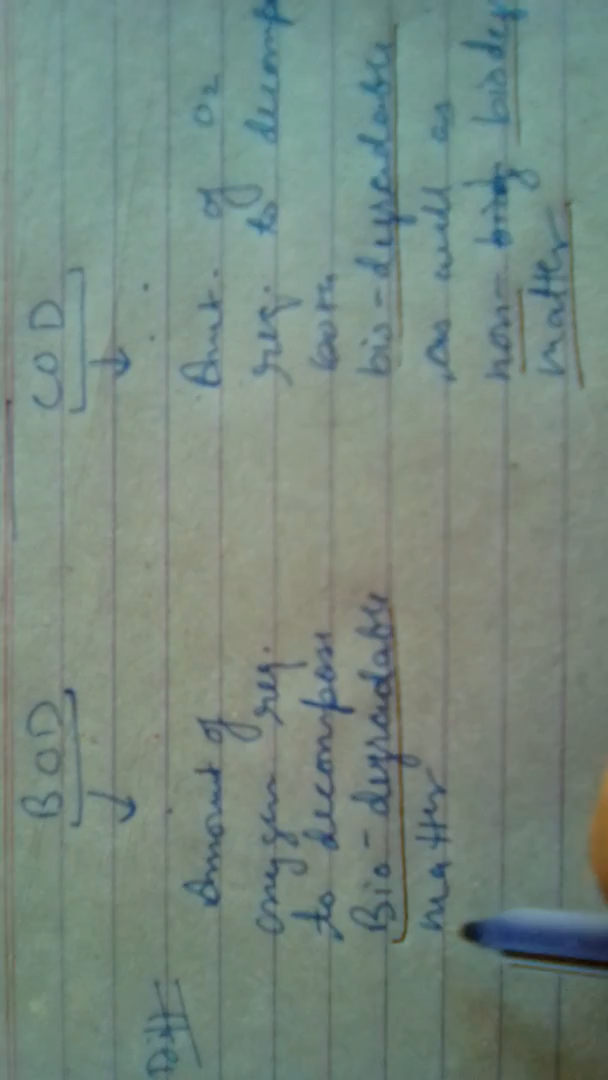 BOD
COD
Diff
Amount of
oxygen req.
to decompose
Bio-degradable
matter
Amt. of O2
req. to decomp
both
bio-degradable
as well as
non- biodeg
matter